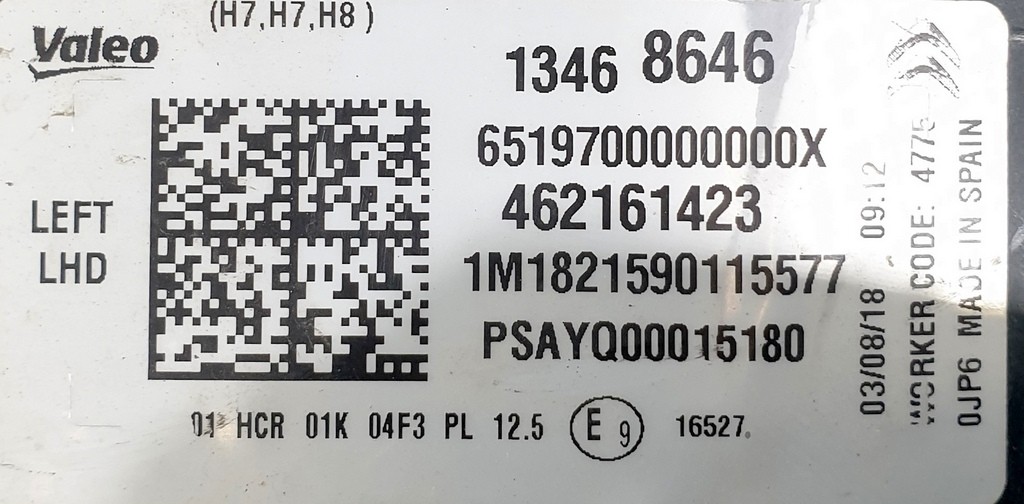 (H7,H7,H8)
Valeo
1346 8646
6519700000000X
462161423
1M1821590115577
PSAYQ00015180
LEFT
LHD
01 HCR 01K 04F3 PL 12.5 E 9 16527
03/08/18 09:12
WORKER CODE: 4775
0JP6 MADE IN SPAIN